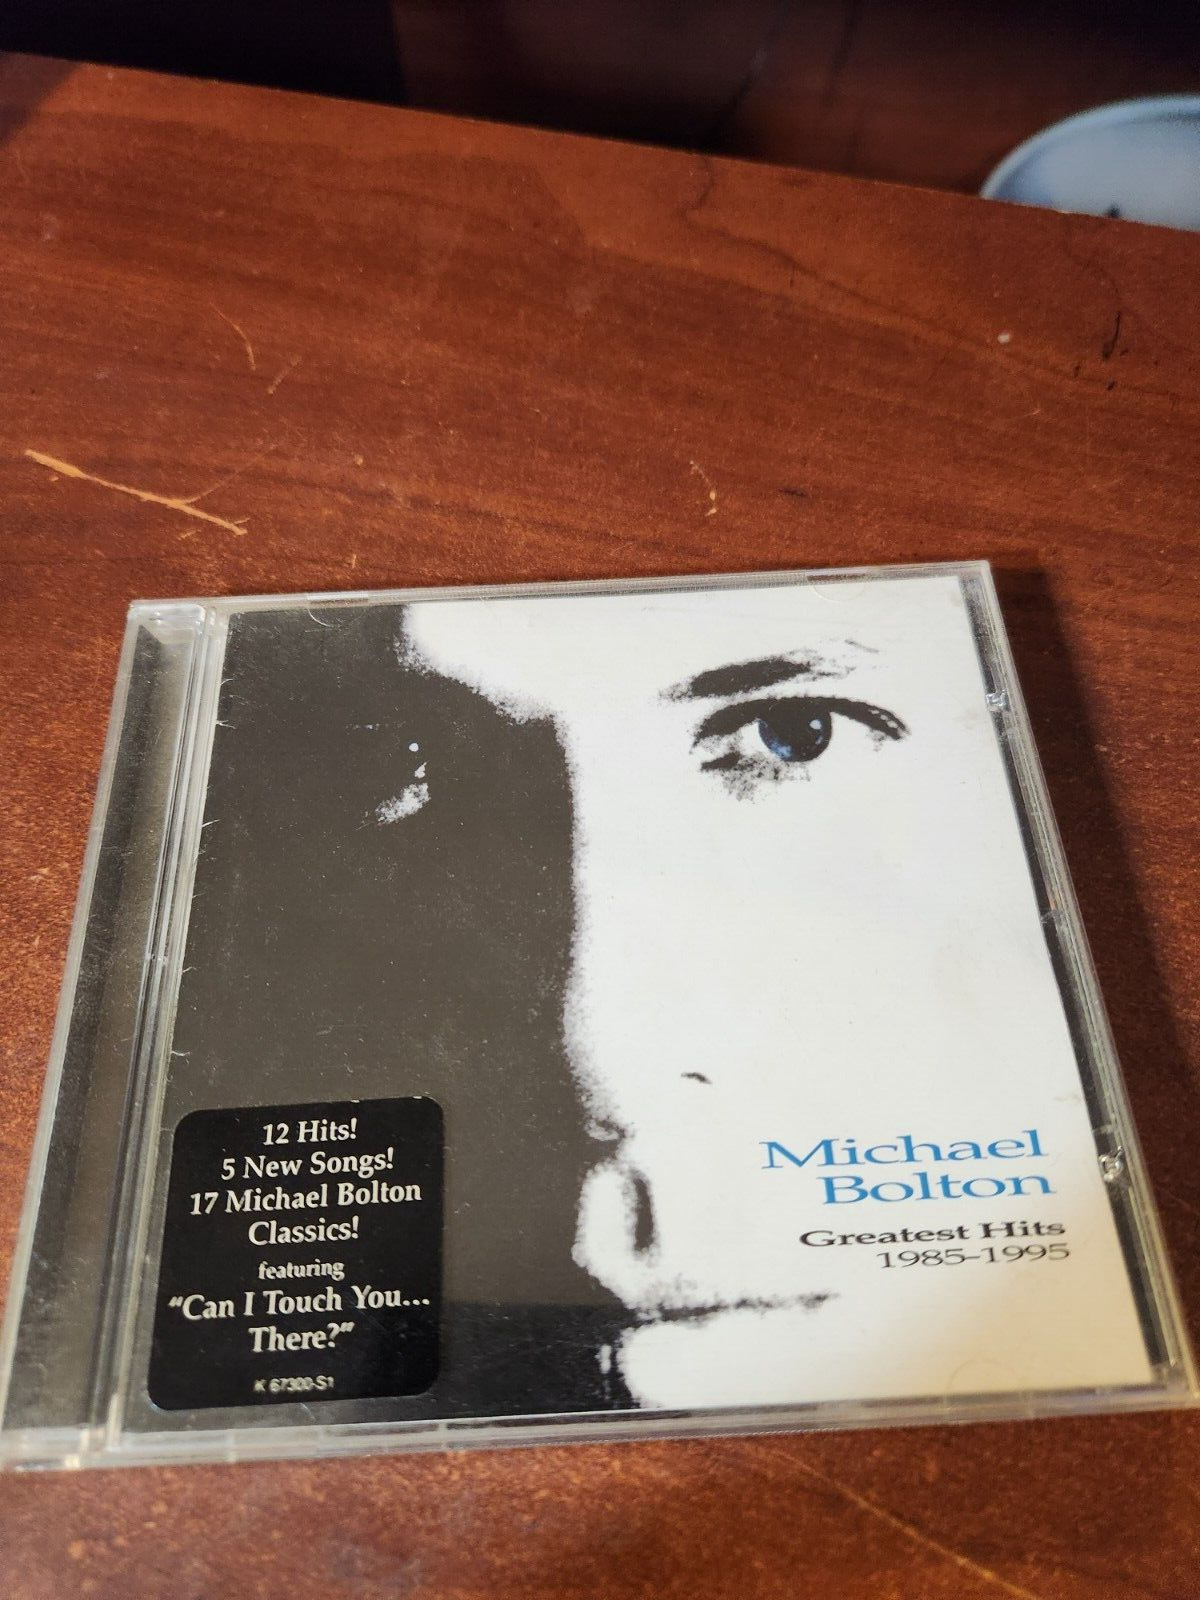 12 Hits!
5 New Songs!
17 Michael Bolton
Classics!
featuring
“Can I Touch You...
There?”
K 67300-S1
Michael
Bolton
Greatest Hits
1985-1995